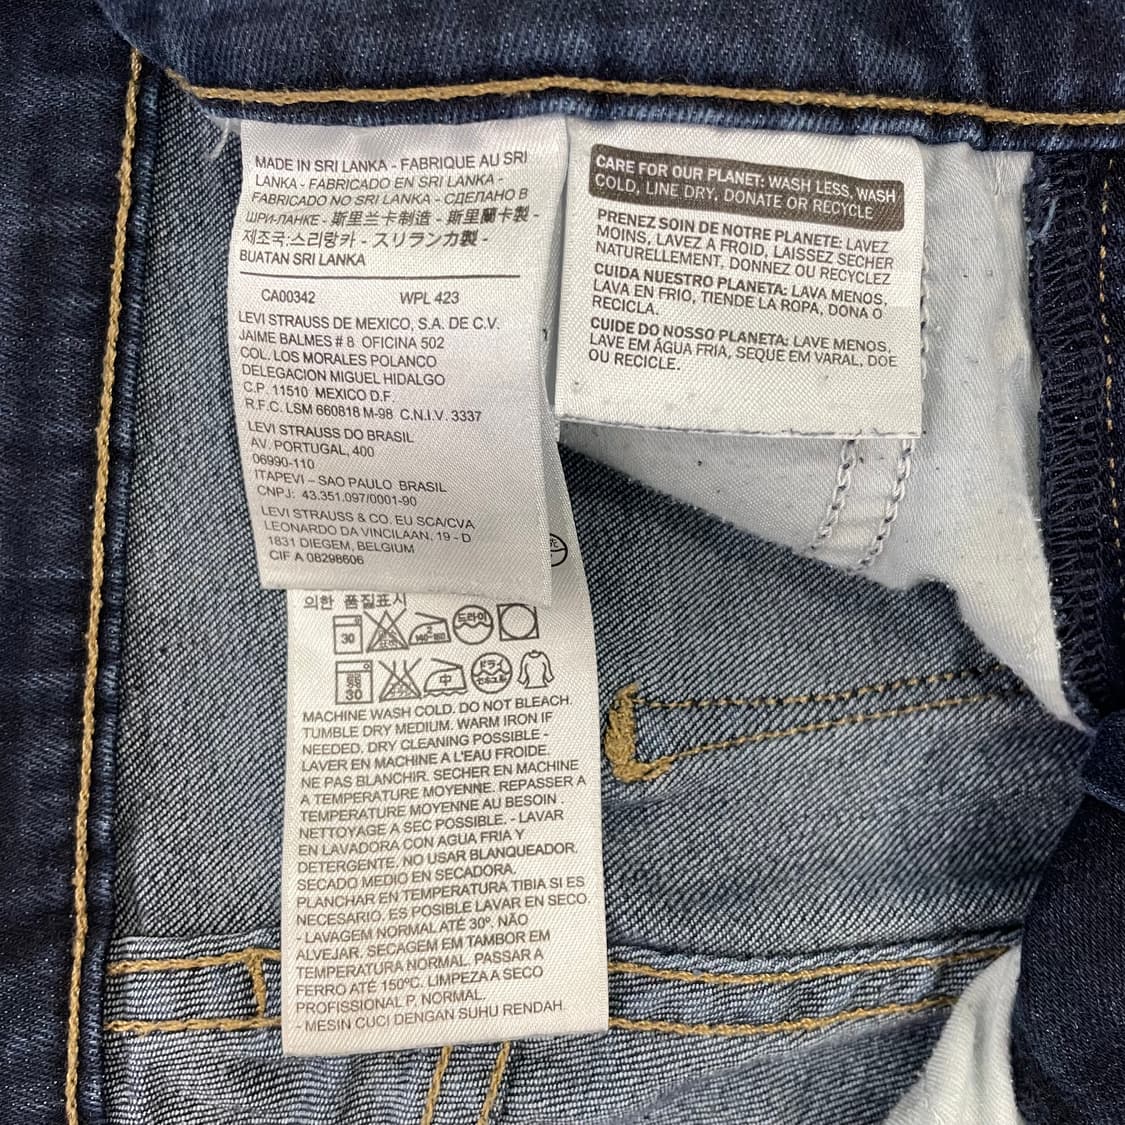 MADE IN SRI LANKA - FABRIQUE AU SRI
LANKA - FABRICADO EN SRI LANKA -
FABRICADO NO SRI LANKA - СДЕЛАНО В
ШРИ-ЛАНКЕ - 斯里兰卡制造 - 斯里蘭卡製 -
제조국:스리랑카 - スリランカ製 -
BUATAN SRI LANKA
CA00342 WPL 423
LEVI STRAUSS DE MEXICO, S.A. DE C.V.
JAIME BALMES # 8 OFICINA 502
COL. LOS MORALES POLANCO
DELEGACION MIGUEL HIDALGO
C.P. 11510 MEXICO D.F.
R.F.C. LSM 660818 M-98 C.N.I.V. 3337
LEVI STRAUSS DO BRASIL
AV. PORTUGAL, 400
06990-110
ITAPEVI – SAO PAULO BRASIL
CNPJ: 43.351.097/0001-90
LEVI STRAUSS & CO. EU SCA/CVA
LEONARDO DA VINCILAAN, 19 - D
1831 DIEGEM, BELGIUM
CIF A 08298606
CARE FOR OUR PLANET: WASH LESS, WASH
COLD, LINE DRY, DONATE OR RECYCLE
PRENEZ SOIN DE NOTRE PLANETE: LAVEZ
MOINS, LAVEZ A FROID, LAISSEZ SECHER
NATURELLEMENT, DONNEZ OU RECYCLEZ
CUIDA NUESTRO PLANETA: LAVA MENOS,
LAVA EN FRIO, TIENDE LA ROPA, DONA O
RECICLA.
CUIDE DO NOSSO PLANETA: LAVE MENOS,
LAVE EM ÁGUA FRIA, SEQUE EM VARAL, DOE
OU RECICLE.
의한 품질표시
30 드라이
30 中 ドライ
MACHINE WASH COLD. DO NOT BLEACH.
TUMBLE DRY MEDIUM. WARM IRON IF
NEEDED. DRY CLEANING POSSIBLE -
LAVER EN MACHINE A L'EAU FROIDE.
NE PAS BLANCHIR. SECHER EN MACHINE
A TEMPERATURE MOYENNE. REPASSER A
TEMPERATURE MOYENNE AU BESOIN .
NETTOYAGE A SEC POSSIBLE. - LAVAR
EN LAVADORA CON AGUA FRIA Y
DETERGENTE, NO USAR BLANQUEADOR.
SECADO MEDIO EN SECADORA.
PLANCHAR EN TEMPERATURA TIBIA SI ES
NECESARIO. ES POSIBLE LAVAR EN SECO.
- LAVAGEM NORMAL ATÉ 30º. NÃO
ALVEJAR. SECAGEM EM TAMBOR EM
TEMPERATURA NORMAL. PASSAR A
FERRO ATÉ 150ºC. LIMPEZA A SECO
PROFISSIONAL P, NORMAL.
- MESIN CUCI DENGAN SUHU RENDAH.